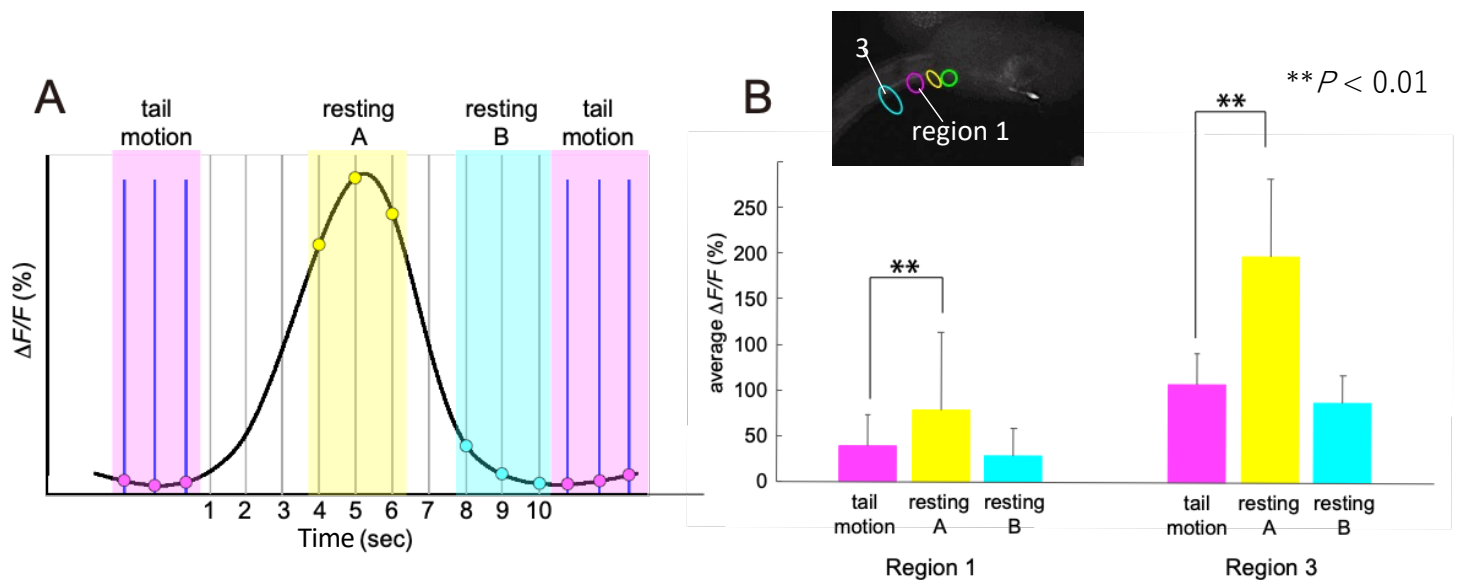 A
tail
motion
resting
A
resting
B
tail
motion
ΔF/F (%)
1 2 3 4 5 6 7 8 9 10
Time (sec)
B
3
region 1
**P < 0.01
**
**
average ΔF/F (%)
250
200
150
100
50
0
tail
motion
resting
A
resting
B
tail
motion
resting
A
resting
B
Region 1
Region 3